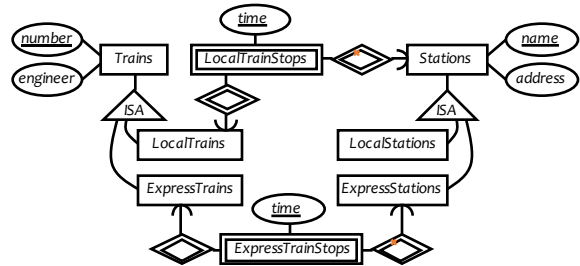 time
number
name
Trains
LocalTrainStops
Stations
engineer
address
ISA
ISA
LocalTrains
LocalStations
ExpressTrains
ExpressStations
time
ExpressTrainStops